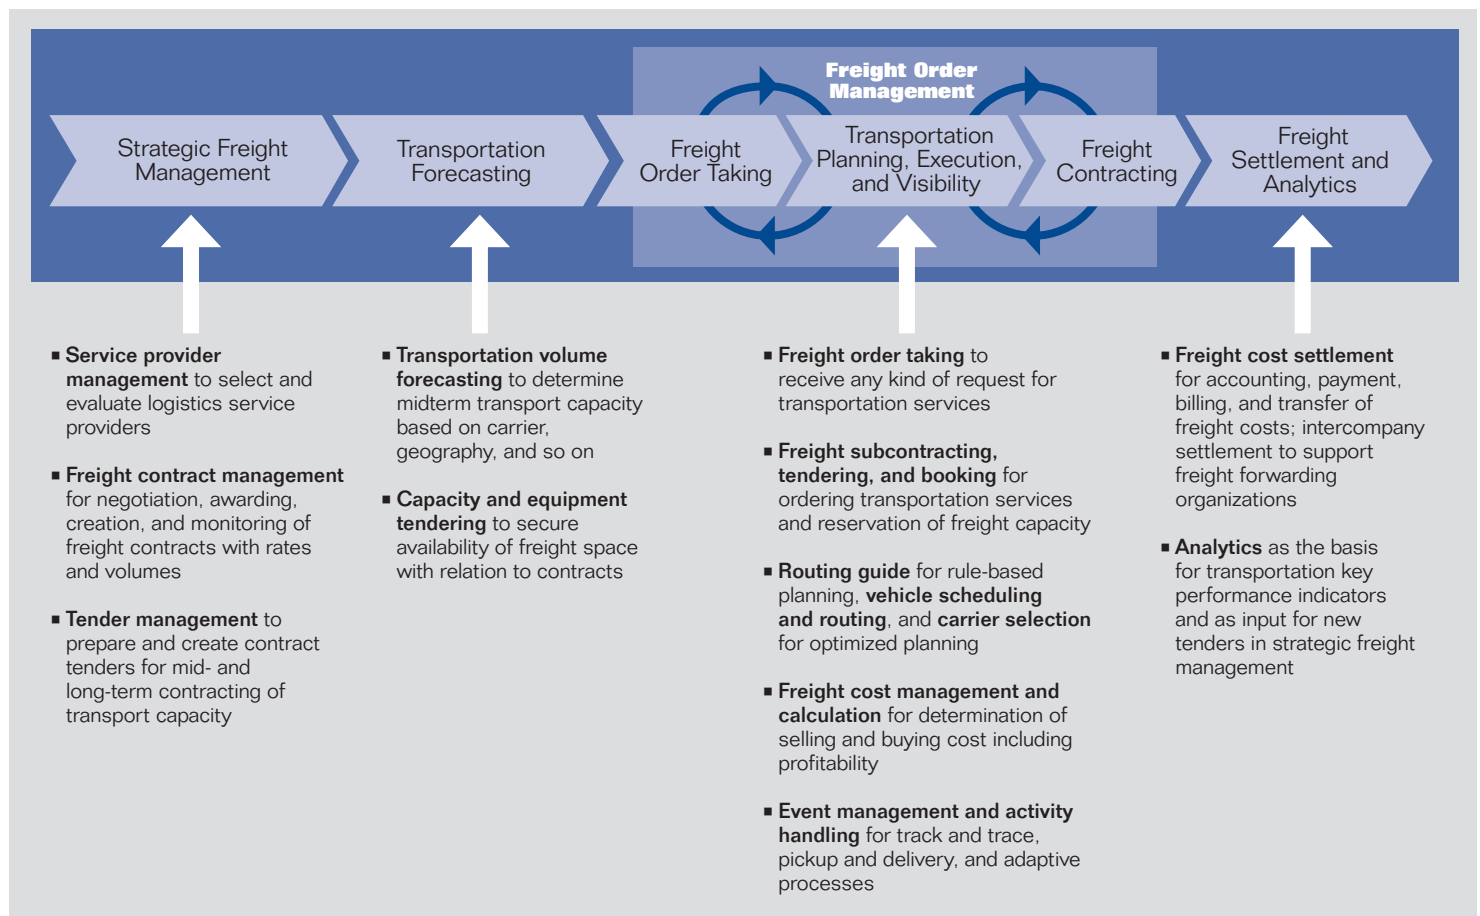 Freight Order
Management
Strategic Freight
Management
Transportation
Forecasting
Freight
Order Taking
Transportation
Planning, Execution,
and Visibility
Freight
Contracting
Freight
Settlement and
Analytics
■ Service provider
management to select and
evaluate logistics service
providers
■ Freight contract management
for negotiation, awarding,
creation, and monitoring of
freight contracts with rates
and volumes
■ Tender management to
prepare and create contract
tenders for mid- and
long-term contracting of
transport capacity
■ Transportation volume
forecasting to determine
midterm transport capacity
based on carrier,
geography, and so on
■ Capacity and equipment
tendering to secure
availability of freight space
with relation to contracts
■ Freight order taking to
receive any kind of request for
transportation services
■ Freight subcontracting,
tendering, and booking for
ordering transportation services
and reservation of freight capacity
■ Routing guide for rule-based
planning, vehicle scheduling
and routing, and carrier selection
for optimized planning
■ Freight cost management and
calculation for determination of
selling and buying cost including
profitability
■ Event management and activity
handling for track and trace,
pickup and delivery, and adaptive
processes
■ Freight cost settlement
for accounting, payment,
billing, and transfer of
freight costs; intercompany
settlement to support
freight forwarding
organizations
■ Analytics as the basis
for transportation key
performance indicators
and as input for new
tenders in strategic freight
management